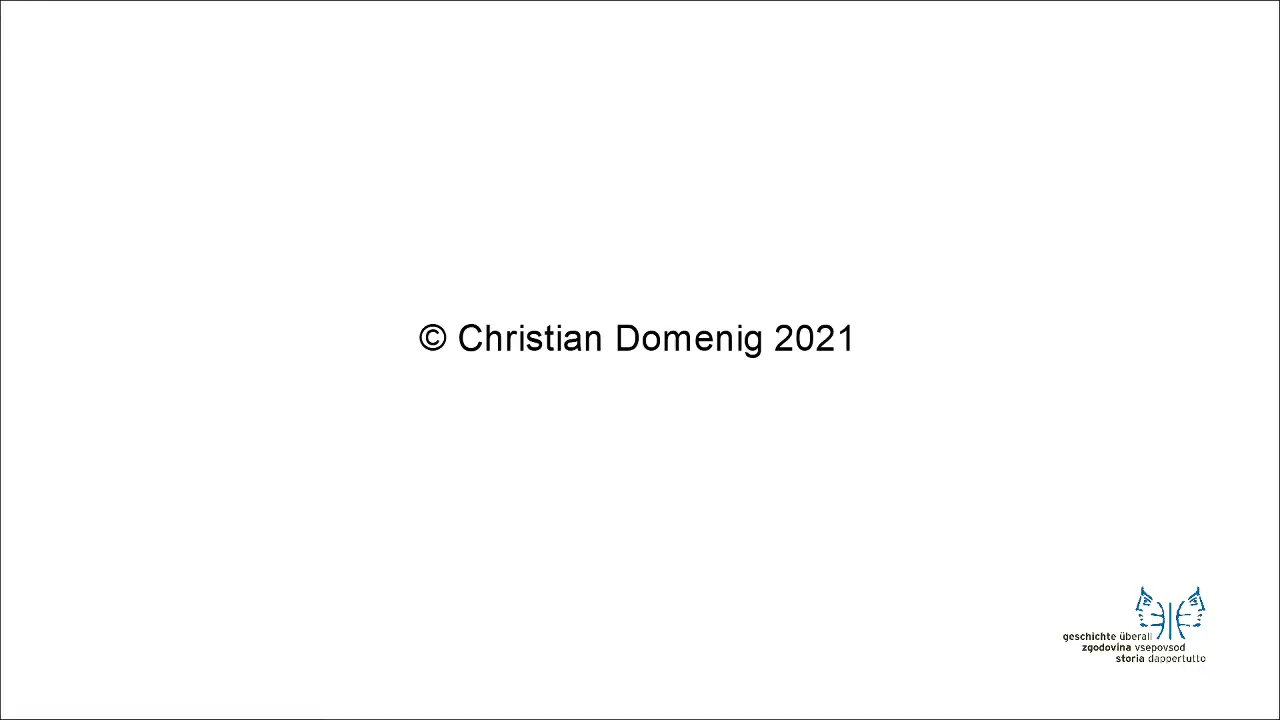 © Christian Domenig 2021
geschichte überall
zgodovina vsepovsod
storia dappertutto